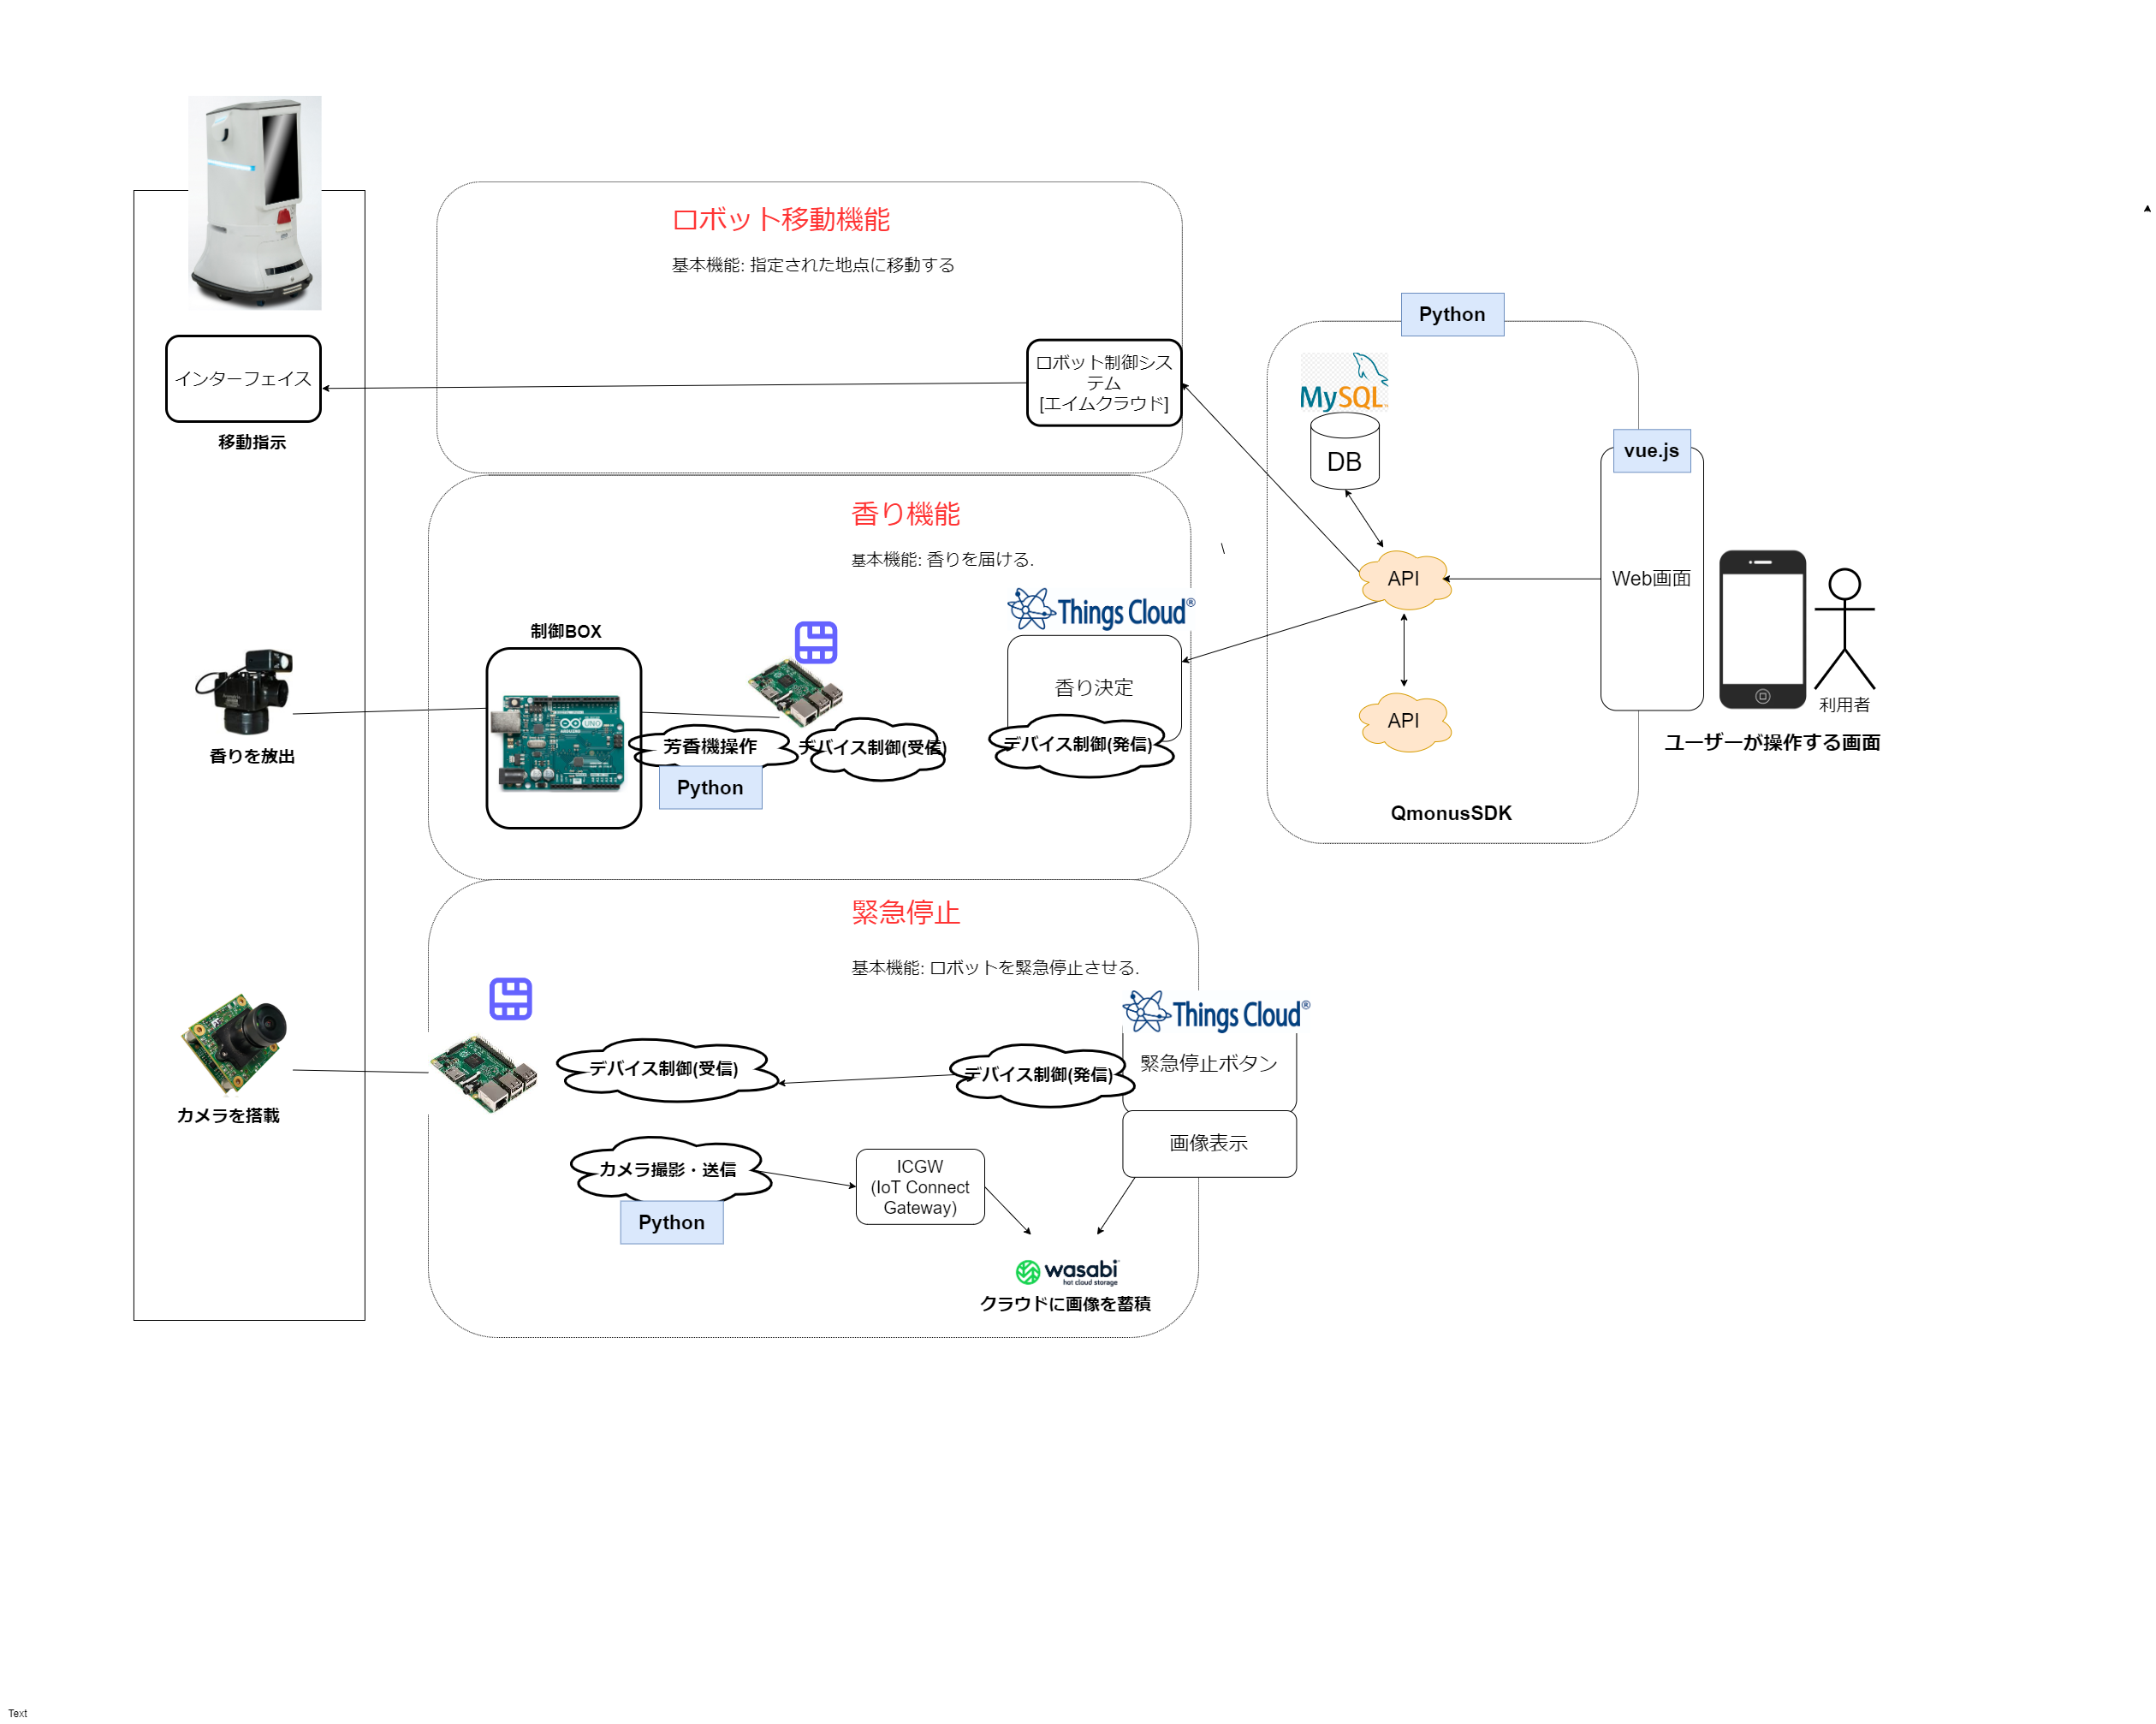 ロボット移動機能
基本機能: 指定された地点に移動する
インターフェイス
移動指示
ロボット制御シス
テム
[エイムクラウド]
Python
MySQL
DB
vue.js
API
Web画面
API
利用者
ユーザーが操作する画面
QmonusSDK
香り機能
基本機能: 香りを届ける.
\
Things Cloud®
制御BOX
香り決定
UNO
芳香機操作
デバイス制御(受信)
デバイス制御(発信)
Python
香りを放出
緊急停止
基本機能: ロボットを緊急停止させる.
Things Cloud®
緊急停止ボタン
デバイス制御(受信)
デバイス制御(発信)
カメラを搭載
画像表示
カメラ撮影・送信
ICGW
(IoT Connect
Gateway)
Python
wasabi
hot cloud storage
クラウドに画像を蓄積
Text